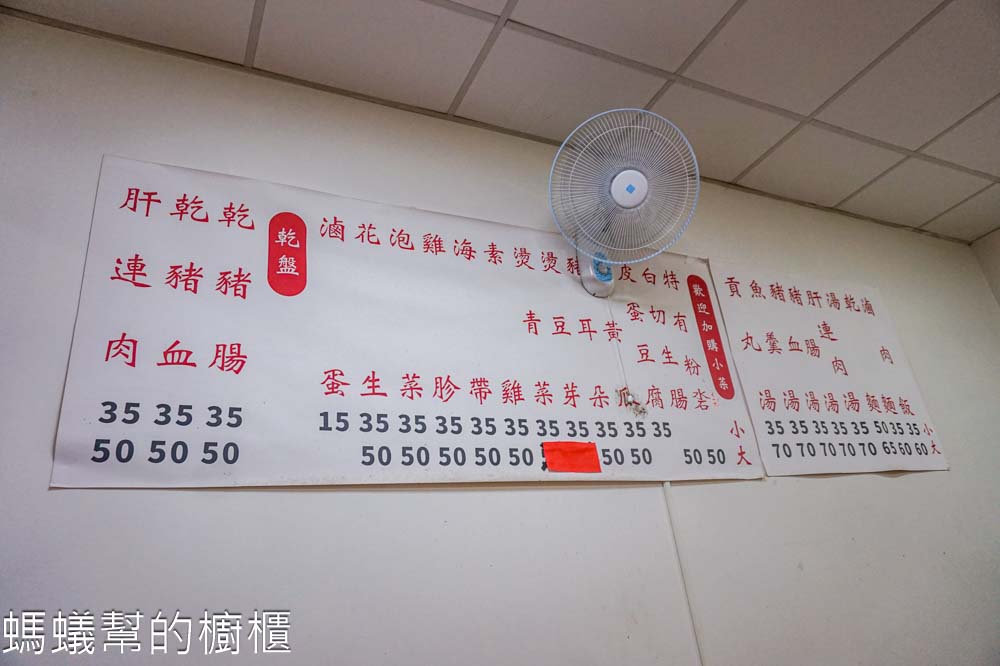 小 大
滷肉飯 35 60
乾麵 35 60
湯麵 50 65
肝連肉湯 35 70
豬腸湯 35 70
豬血湯 35 70
魚羹湯 35 70
貢丸湯 35 70
歡迎加購小菜
小 大
特有粉 50
白切生腸 50
皮蛋豆腐 35
黃瓜 35 50
豬耳朵 35 50
燙豆芽 35
燙青菜 35
素雞 35 50
海帶 35 50
雞胗 35 50
泡菜 35 50
花生 35 50
滷蛋 15
乾盤
乾豬腸 35 50
乾豬血 35 50
肝連肉 35 50
螞蟻幫的櫥櫃